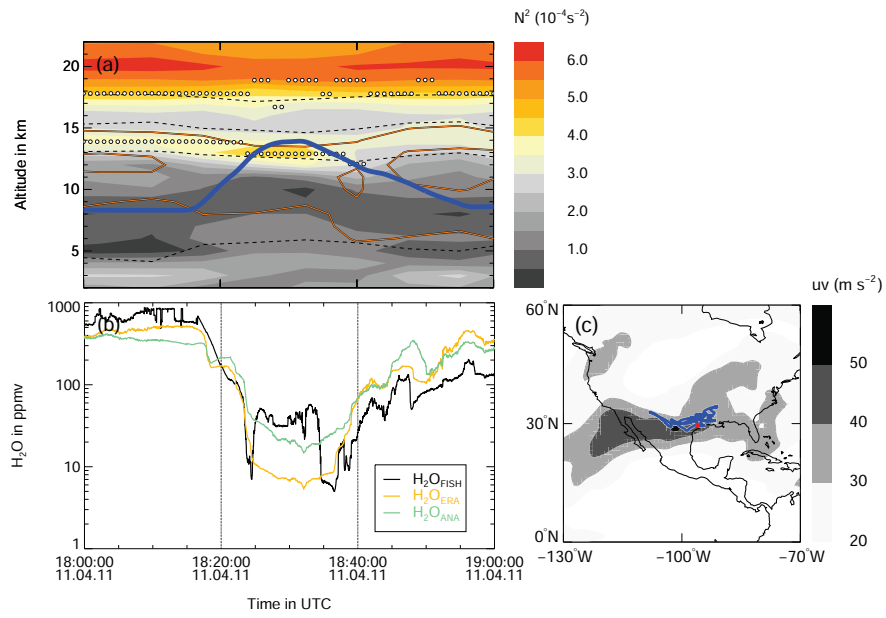 N² (10⁻⁴s⁻²)
(a)
20
15
10
5
Altitude in km
6.0
5.0
4.0
3.0
2.0
1.0
(b)
1000
100
10
1
H₂O in ppmv
H₂O_FISH
H₂O_ERA
H₂O_ANA
18:00:00 18:20:00 18:40:00 19:00:00
11.04.11 11.04.11 11.04.11 11.04.11
Time in UTC
uv (m s⁻²)
(c)
60°N
30°N
0°N
−130°W −100°W −70°W
50
40
30
20